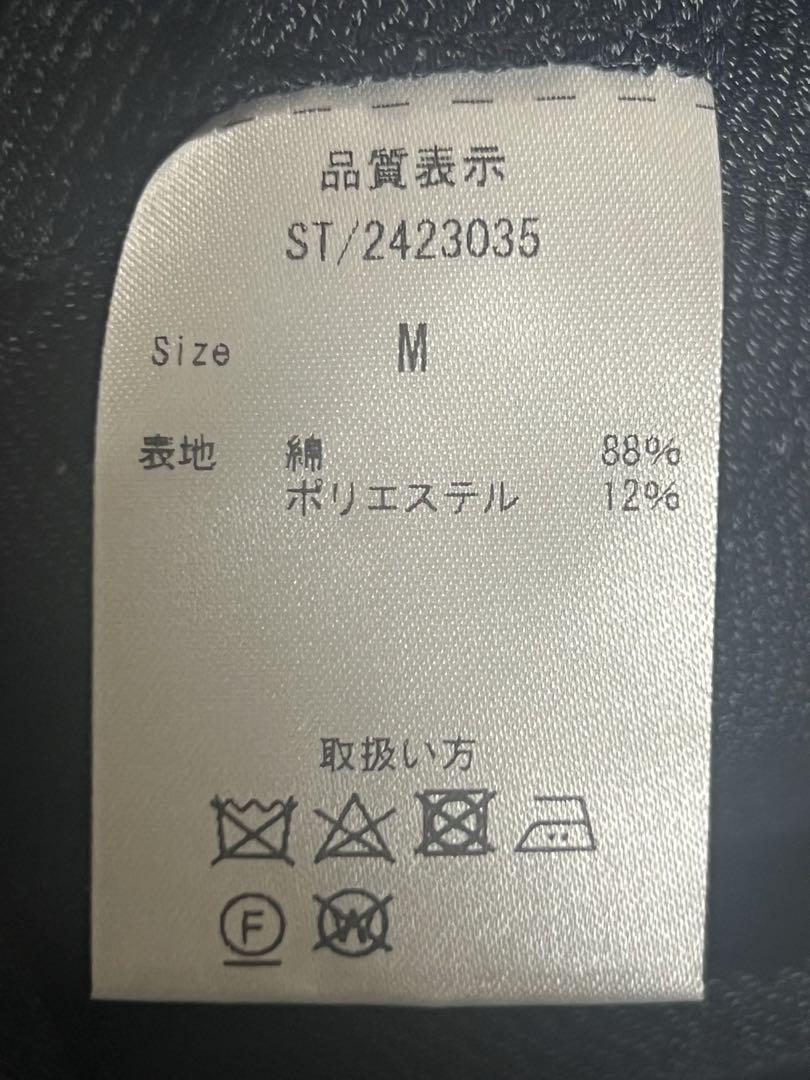 品質表示
ST/2423035
Size M
表地 綿 88%
ポリエステル 12%
取扱い方
F W